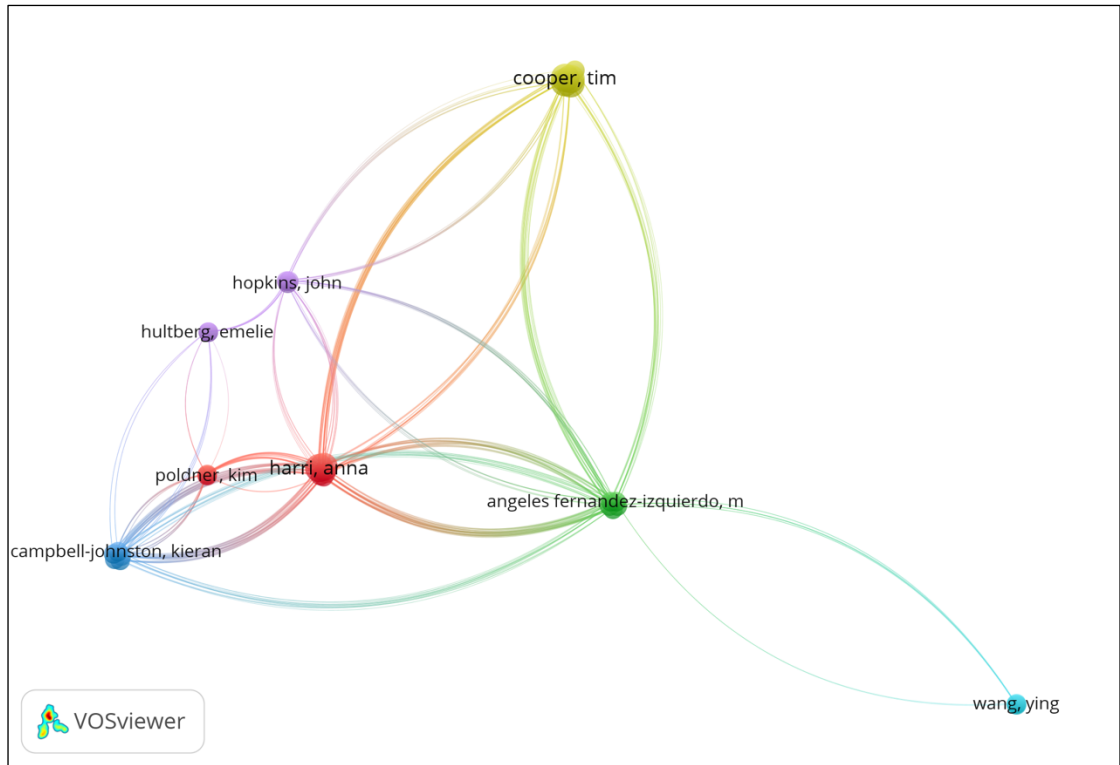 cooper, tim
hopkins, john
hultberg, emelie
poldner, kim
harri, anna
angeles fernandez-izquierdo, m
campbell-johnston, kieran
wang, ying
VOSviewer